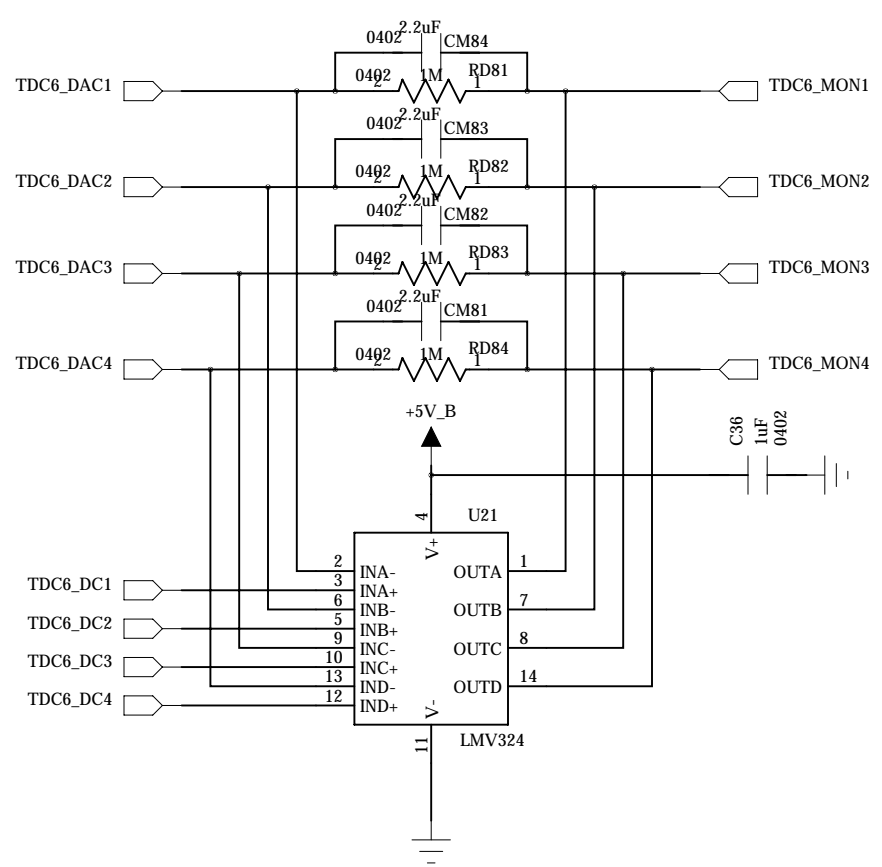 2.2uF
0402 CM84
TDC6_DAC1 0402 2 1M RD81 1 TDC6_MON1
2.2uF
0402 CM83
TDC6_DAC2 0402 2 1M RD82 1 TDC6_MON2
2.2uF
0402 CM82
TDC6_DAC3 0402 2 1M RD83 1 TDC6_MON3
2.2uF
0402 CM81
TDC6_DAC4 0402 2 1M RD84 1 TDC6_MON4
+5V_B
C36
1uF
0402
4 U21
V+
2 INA- OUTA 1
TDC6_DC1 3 INA+
6 INB- OUTB 7
TDC6_DC2 5 INB+
9 INC- OUTC 8
TDC6_DC3 10 INC+
13 IND- OUTD 14
TDC6_DC4 12 IND+
V-
11 LMV324